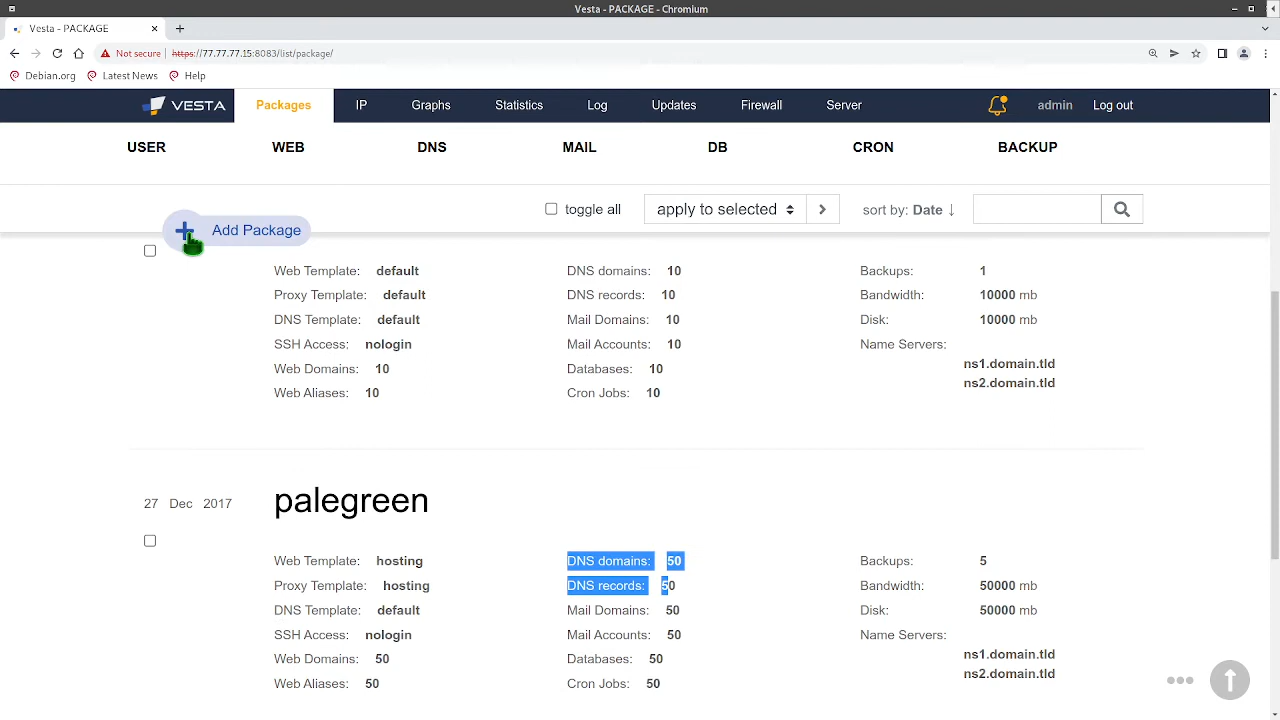 Vesta - PACKAGE - Chromium
Vesta - PACKAGE
Not secure https://77.77.77.15:8083/list/package/
Debian.org Latest News Help
VESTA Packages IP Graphs Statistics Log Updates Firewall Server admin Log out
USER WEB DNS MAIL DB CRON BACKUP
toggle all apply to selected sort by: Date ↓
Add Package
Web Template: default DNS domains: 10 Backups: 1
Proxy Template: default DNS records: 10 Bandwidth: 10000 mb
DNS Template: default Mail Domains: 10 Disk: 10000 mb
SSH Access: nologin Mail Accounts: 10 Name Servers:
ns1.domain.tld
Web Domains: 10 Databases: 10
ns2.domain.tld
Web Aliases: 10 Cron Jobs: 10
27 Dec 2017 palegreen
Web Template: hosting DNS domains: 50 Backups: 5
Proxy Template: hosting DNS records: 50 Bandwidth: 50000 mb
DNS Template: default Mail Domains: 50 Disk: 50000 mb
SSH Access: nologin Mail Accounts: 50 Name Servers:
ns1.domain.tld
Web Domains: 50 Databases: 50
ns2.domain.tld
Web Aliases: 50 Cron Jobs: 50